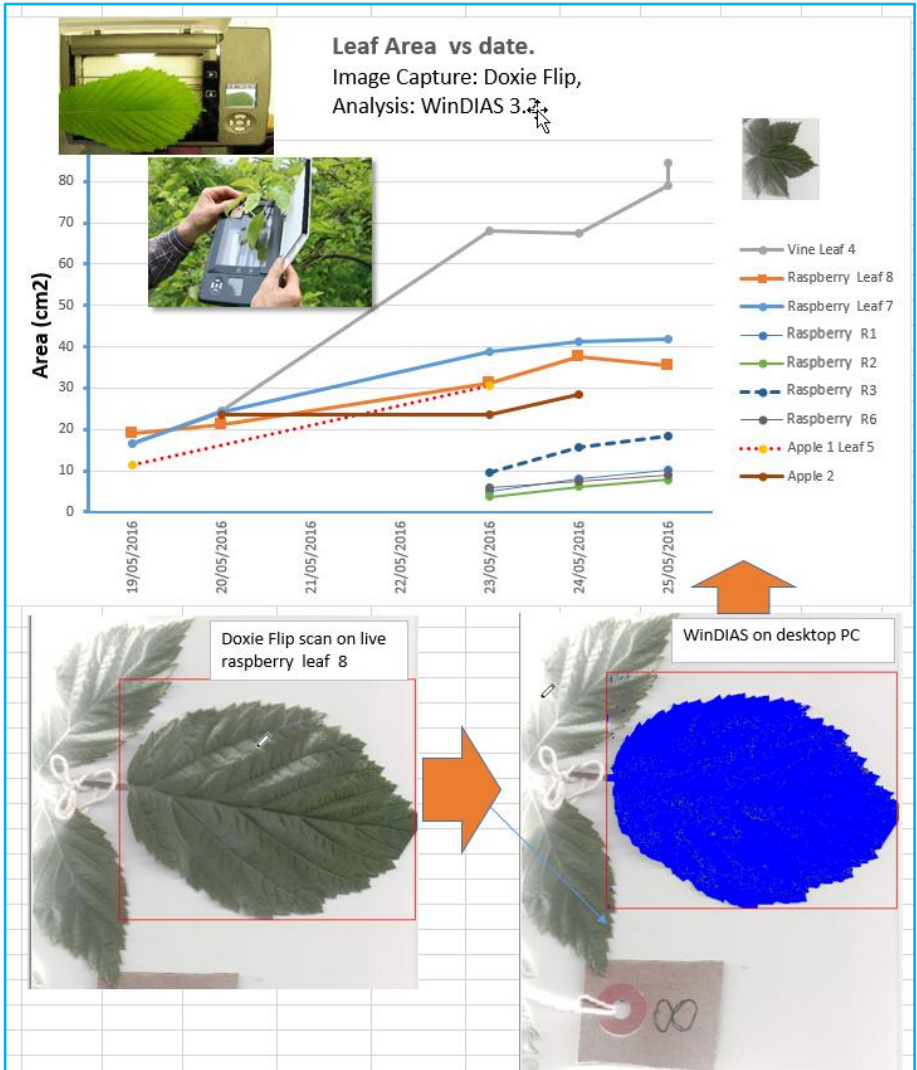 Leaf Area vs date.
Image Capture: Doxie Flip,
Analysis: WinDIAS 3.2
Area (cm2)
80
70
60
50
40
30
20
10
0
19/05/2016
20/05/2016
21/05/2016
22/05/2016
23/05/2016
24/05/2016
25/05/2016
Vine Leaf 4
Raspberry Leaf 8
Raspberry Leaf 7
Raspberry R1
Raspberry R2
Raspberry R3
Raspberry R6
Apple 1 Leaf 5
Apple 2
Doxie Flip scan on live
raspberry leaf 8
WinDIAS on desktop PC
8